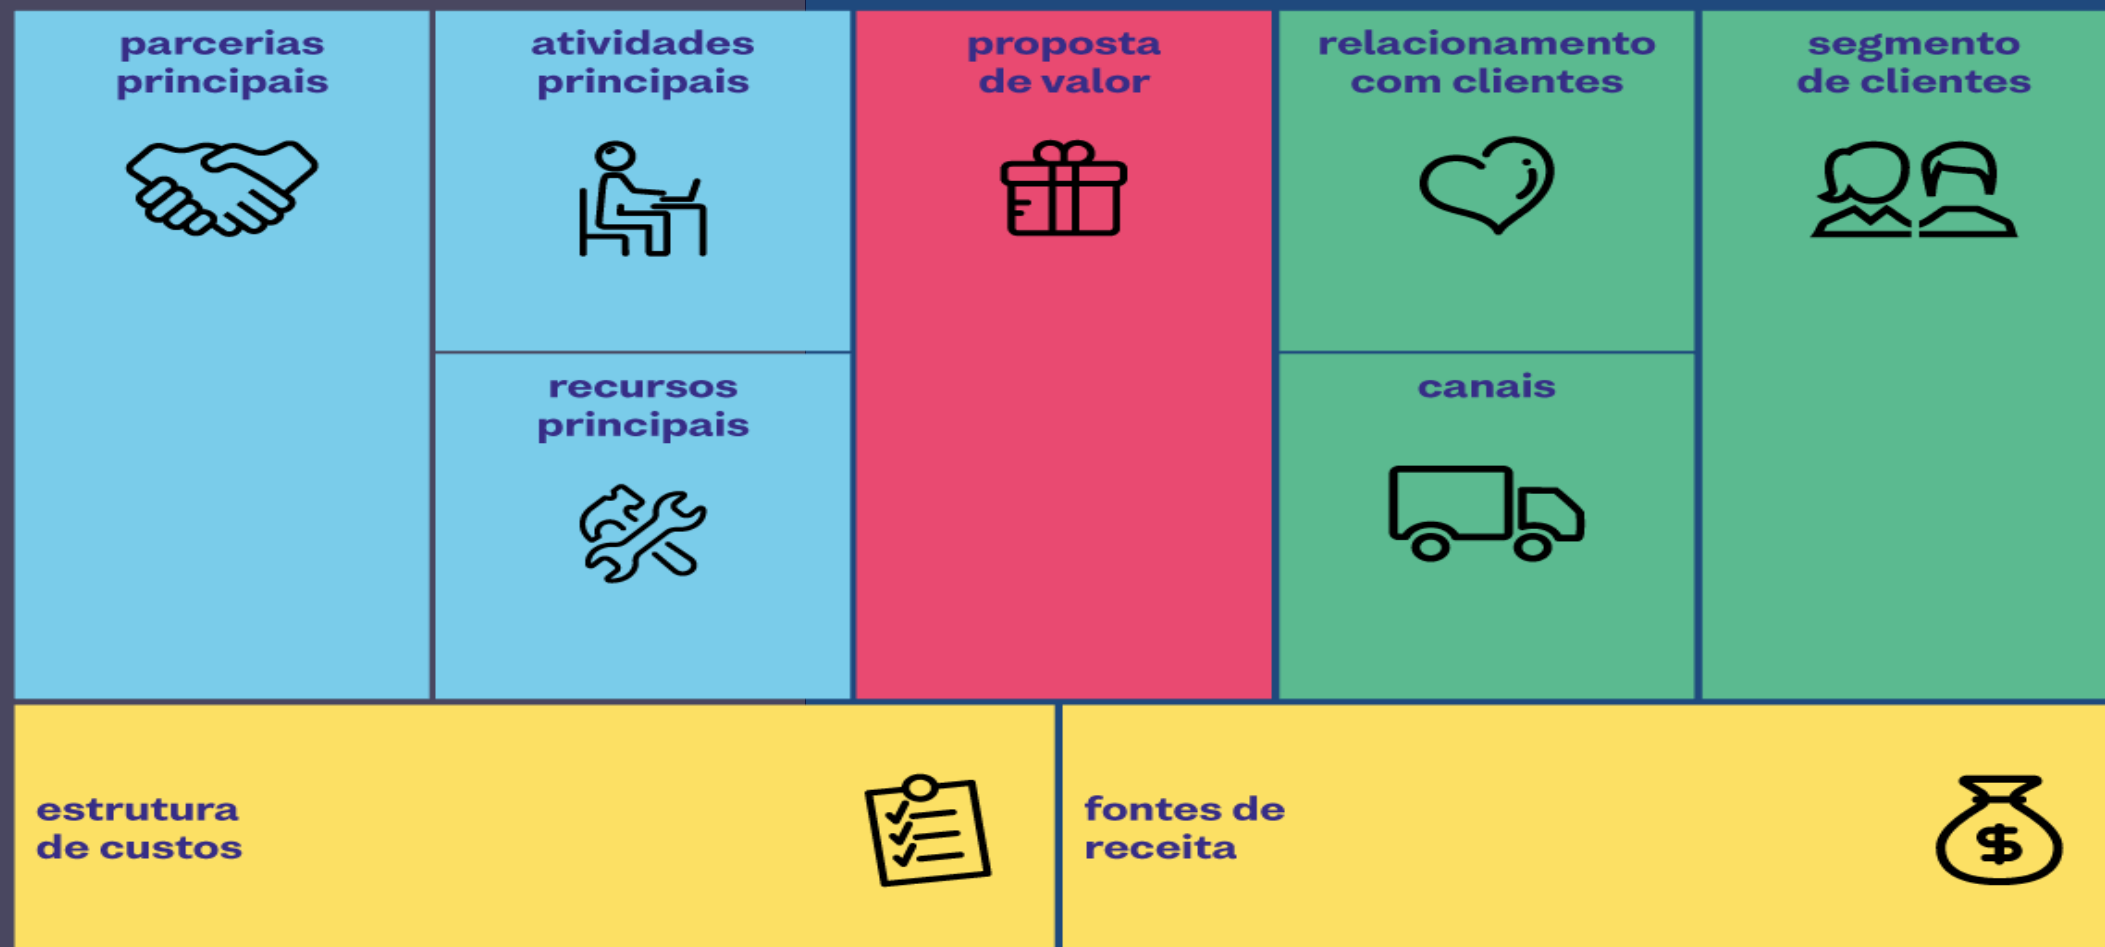 parcerias
principais
atividades
principais
recursos
principais
proposta
de valor
relacionamento
com clientes
canais
segmento
de clientes
estrutura
de custos
fontes de
receita
$